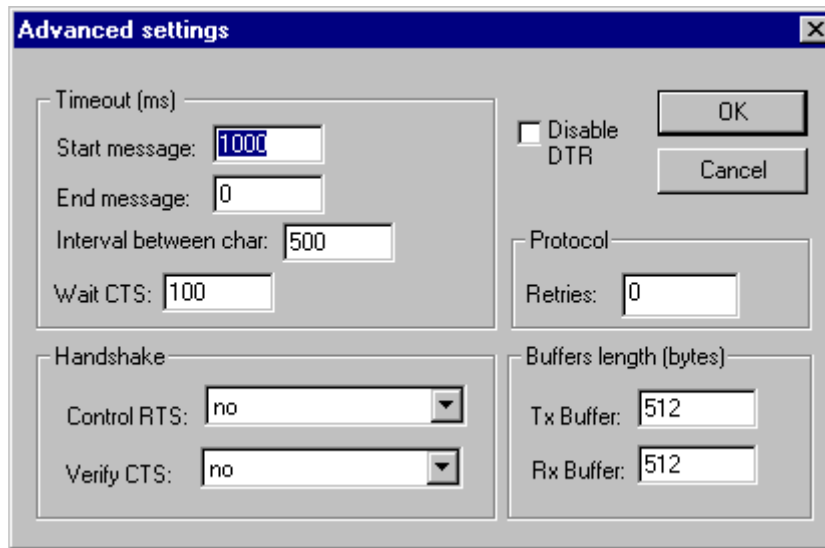 Advanced settings
Timeout (ms)
Start message: 1000
End message: 0
Interval between char: 500
Wait CTS: 100
Disable
DTR
OK
Cancel
Protocol
Retries: 0
Handshake
Control RTS: no
Verify CTS: no
Buffers length (bytes)
Tx Buffer: 512
Rx Buffer: 512